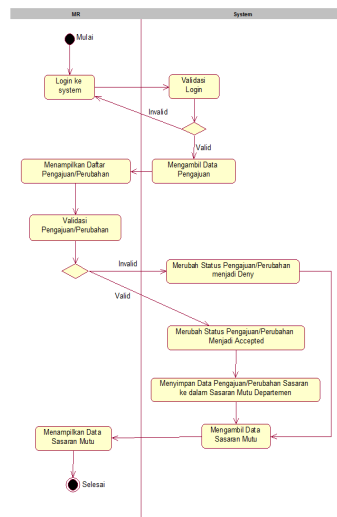 MR
System
Mulai
Login ke
system
Validasi
Login
Invalid
Valid
Menampilkan Daftar
Pengajuan/Perubahan
Mengambil Data
Pengajuan
Validasi
Pengajuan/Perubahan
Invalid
Merubah Status Pengajuan/Perubahan
menjadi Deny
Valid
Merubah Status Pengajuan/Perubahan
Menjadi Accepted
Menyimpan Data Pengajuan/Perubahan Sasaran
ke dalam Sasaran Mutu Departemen
Menampilkan Data
Sasaran Mutu
Mengambil Data
Sasaran Mutu
Selesai